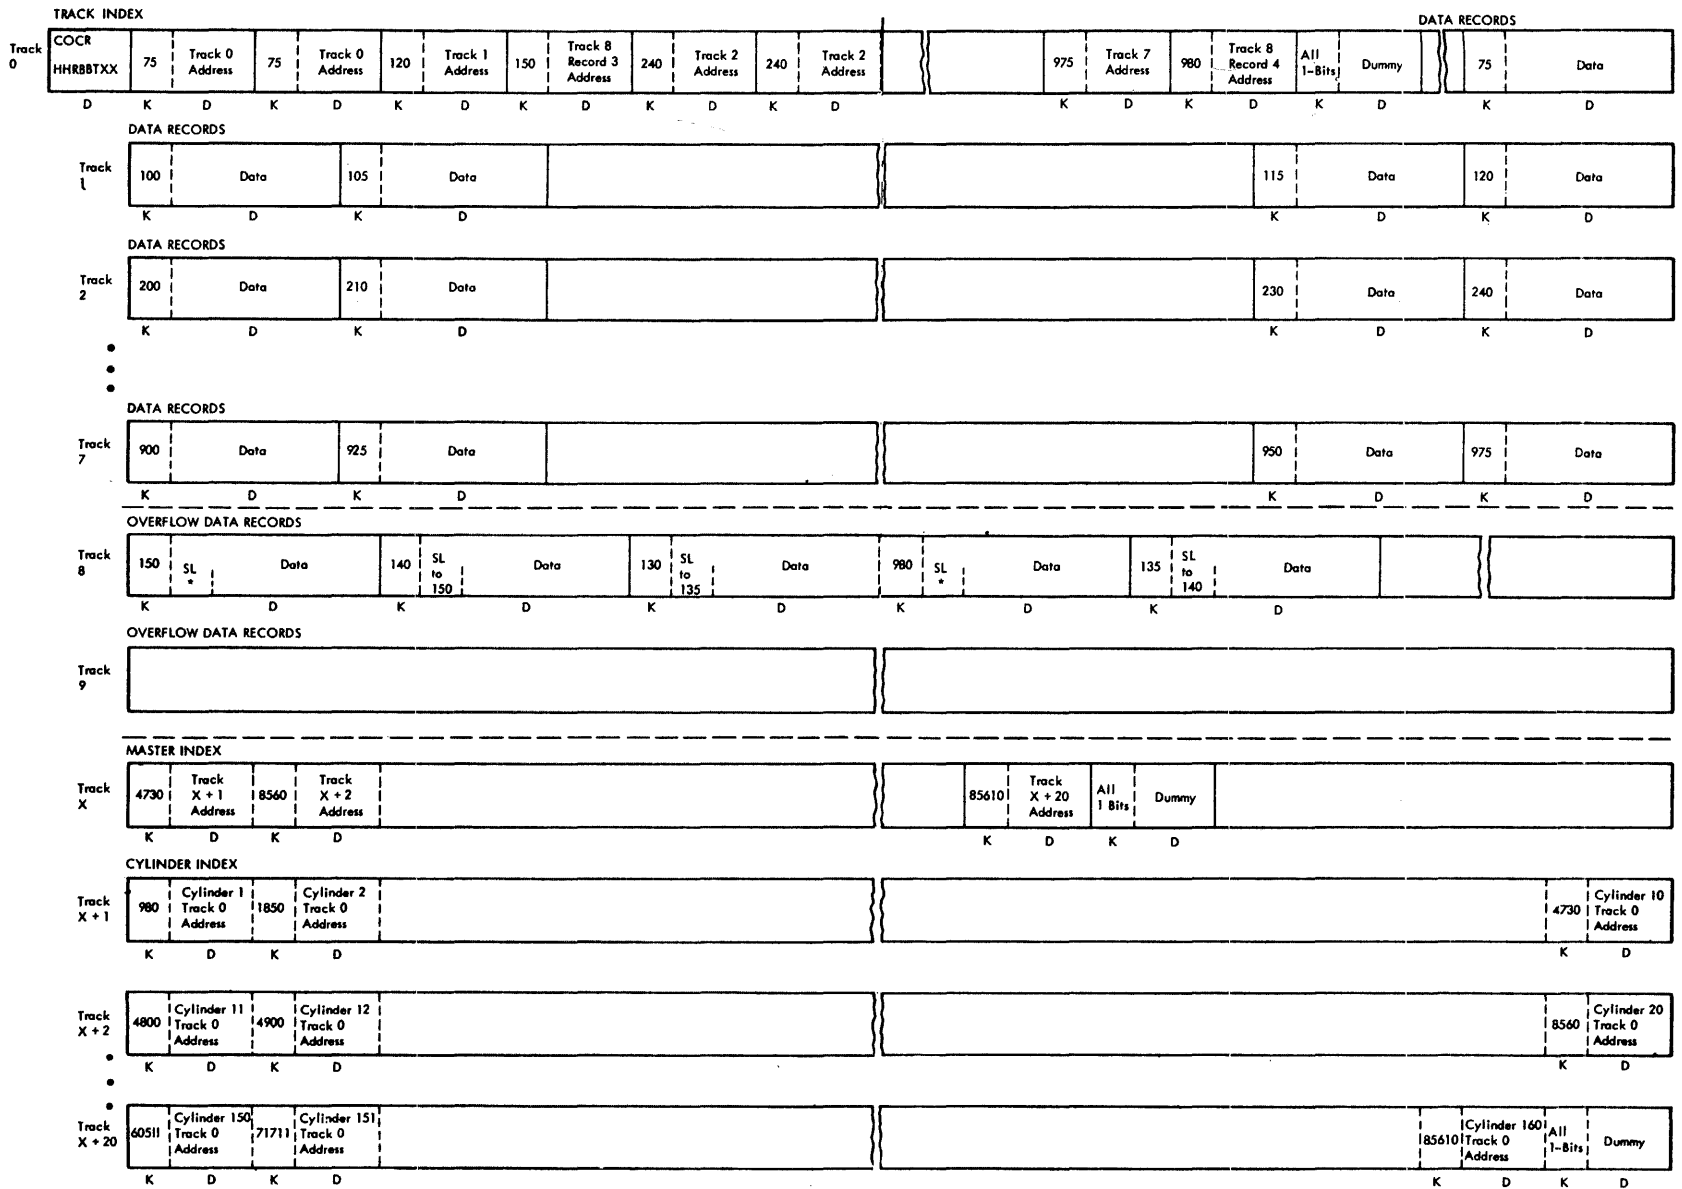 TRACK INDEX
DATA RECORDS
Track 0
COCR HHRBBTXX 75 Track 0 Address 75 Track 0 Address 120 Track 1 Address 150 Track 8 Record 3 Address 240 Track 2 Address 240 Track 2 Address 975 Track 7 Address 980 Track 8 Record 4 Address All 1-Bits Dummy 75 Data
D K D K D K D K D K D K D K D K D K D K D
DATA RECORDS
Track 1
100 Data 105 Data 115 Data 120 Data
K D K D K D K D
DATA RECORDS
Track 2
200 Data 210 Data 230 Data 240 Data
K D K D K D K D
DATA RECORDS
Track 7
900 Data 925 Data 950 Data 975 Data
K D K D K D K D
OVERFLOW DATA RECORDS
Track 8
150 SL * Data 140 SL to 150 Data 130 SL to 135 Data 980 SL * Data 135 SL to 140 Data
K D K D K D K D K D
OVERFLOW DATA RECORDS
Track 9
MASTER INDEX
Track X
4730 Track X + 1 Address 8560 Track X + 2 Address 85610 Track X + 20 Address All 1 Bits Dummy
K D K D K D K D
CYLINDER INDEX
Track X + 1
980 Cylinder 1 Track 0 Address 1850 Cylinder 2 Track 0 Address 4730 Cylinder 10 Track 0 Address
K D K D K D
Track X + 2
4800 Cylinder 11 Track 0 Address 4900 Cylinder 12 Track 0 Address 8560 Cylinder 20 Track 0 Address
K D K D K D
Track X + 20
60511 Cylinder 150 Track 0 Address 71711 Cylinder 151 Track 0 Address 85610 Cylinder 160 Track 0 Address All 1-Bits Dummy
K D K D K D K D